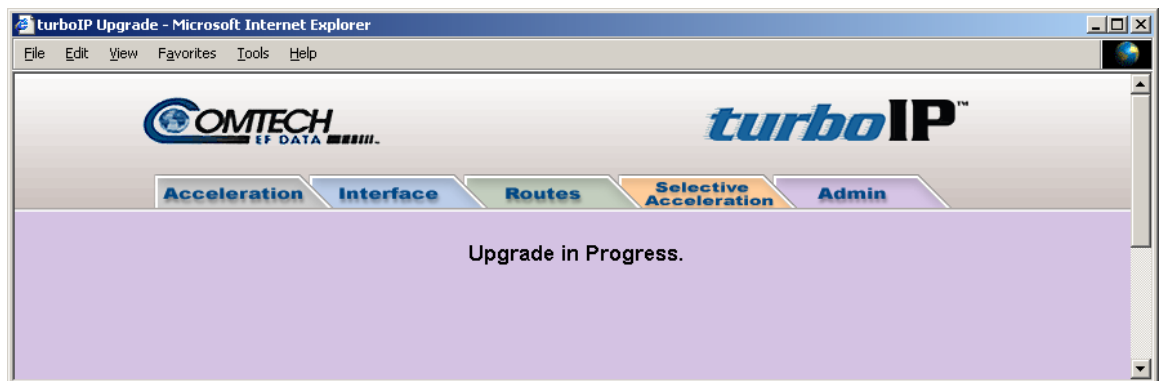 turboIP Upgrade - Microsoft Internet Explorer
File Edit View Favorites Tools Help
COMTECH
EF DATA
turboIP™
Acceleration Interface Routes Selective Acceleration Admin
Upgrade in Progress.